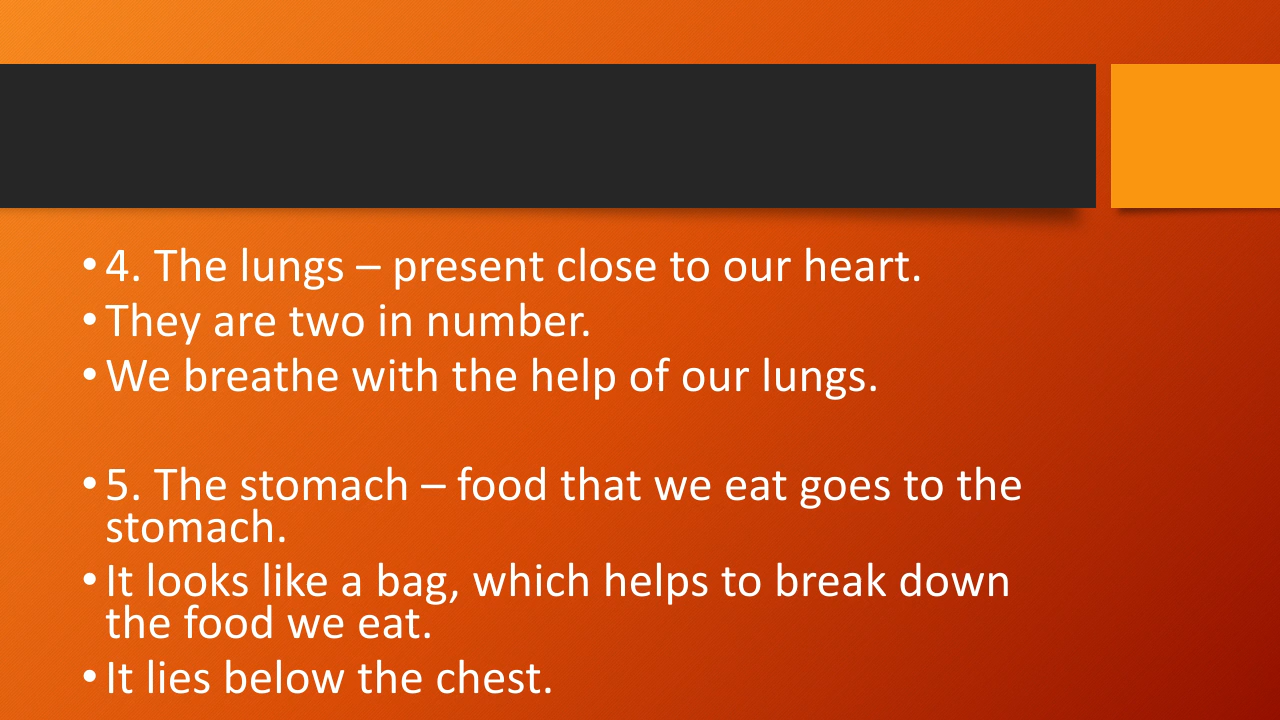 • 4. The lungs – present close to our heart.
• They are two in number.
• We breathe with the help of our lungs.
• 5. The stomach – food that we eat goes to the
stomach.
• It looks like a bag, which helps to break down
the food we eat.
• It lies below the chest.